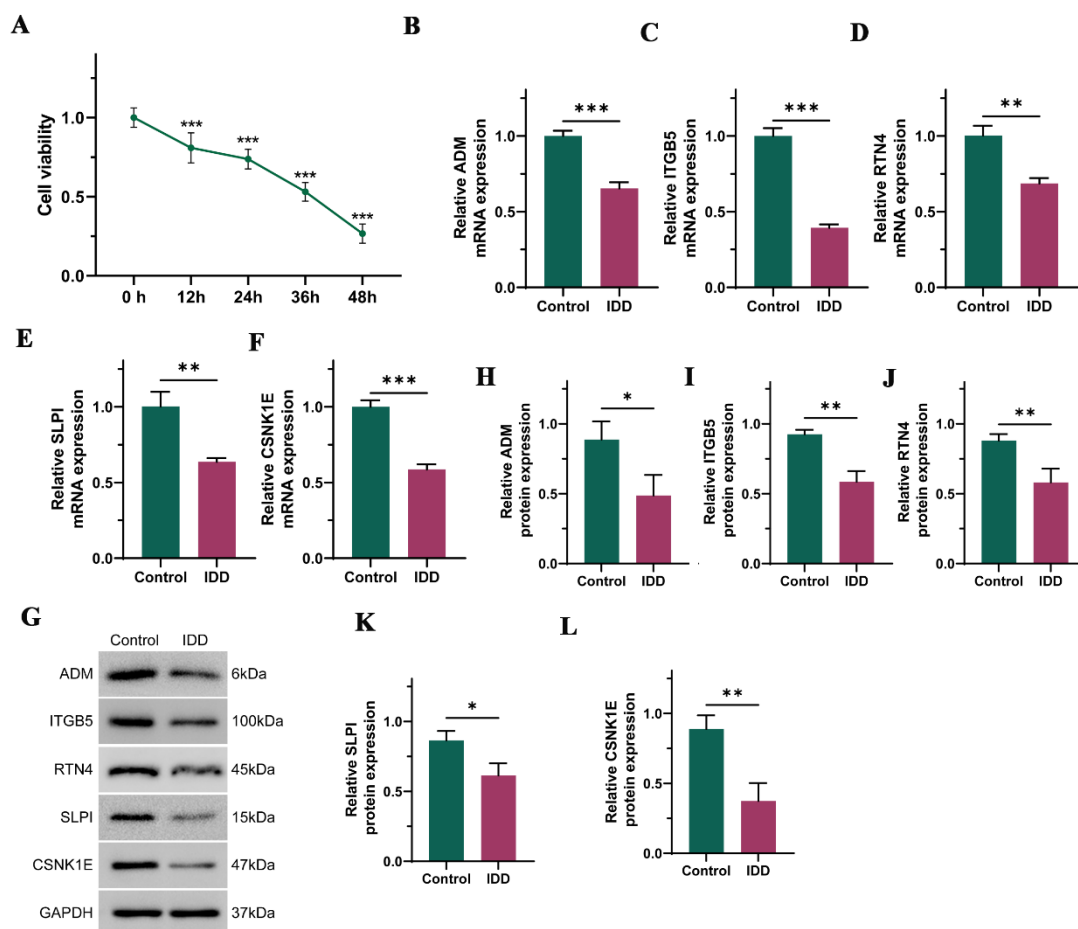 A
Cell viability
1.0
0.5
0.0
***
***
***
***
0 h 12h 24h 36h 48h
B
Relative ADM
mRNA expression
1.0
0.5
0.0
***
Control IDD
C
Relative ITGB5
mRNA expression
1.0
0.5
0.0
***
Control IDD
D
Relative RTN4
mRNA expression
1.0
0.5
0.0
**
Control IDD
E
Relative SLPI
mRNA expression
1.0
0.5
0.0
**
Control IDD
F
Relative CSNK1E
mRNA expression
1.0
0.5
0.0
***
Control IDD
H
Relative ADM
protein expression
1.0
0.5
0.0
*
Control IDD
I
Relative ITGB5
protein expression
1.0
0.5
0.0
**
Control IDD
J
Relative RTN4
protein expression
1.0
0.5
0.0
**
Control IDD
G
Control IDD
ADM 6kDa
ITGB5 100kDa
RTN4 45kDa
SLPI 15kDa
CSNK1E 47kDa
GAPDH 37kDa
K
Relative SLPI
protein expression
1.0
0.5
0.0
*
Control IDD
L
Relative CSNK1E
protein expression
1.0
0.5
0.0
**
Control IDD